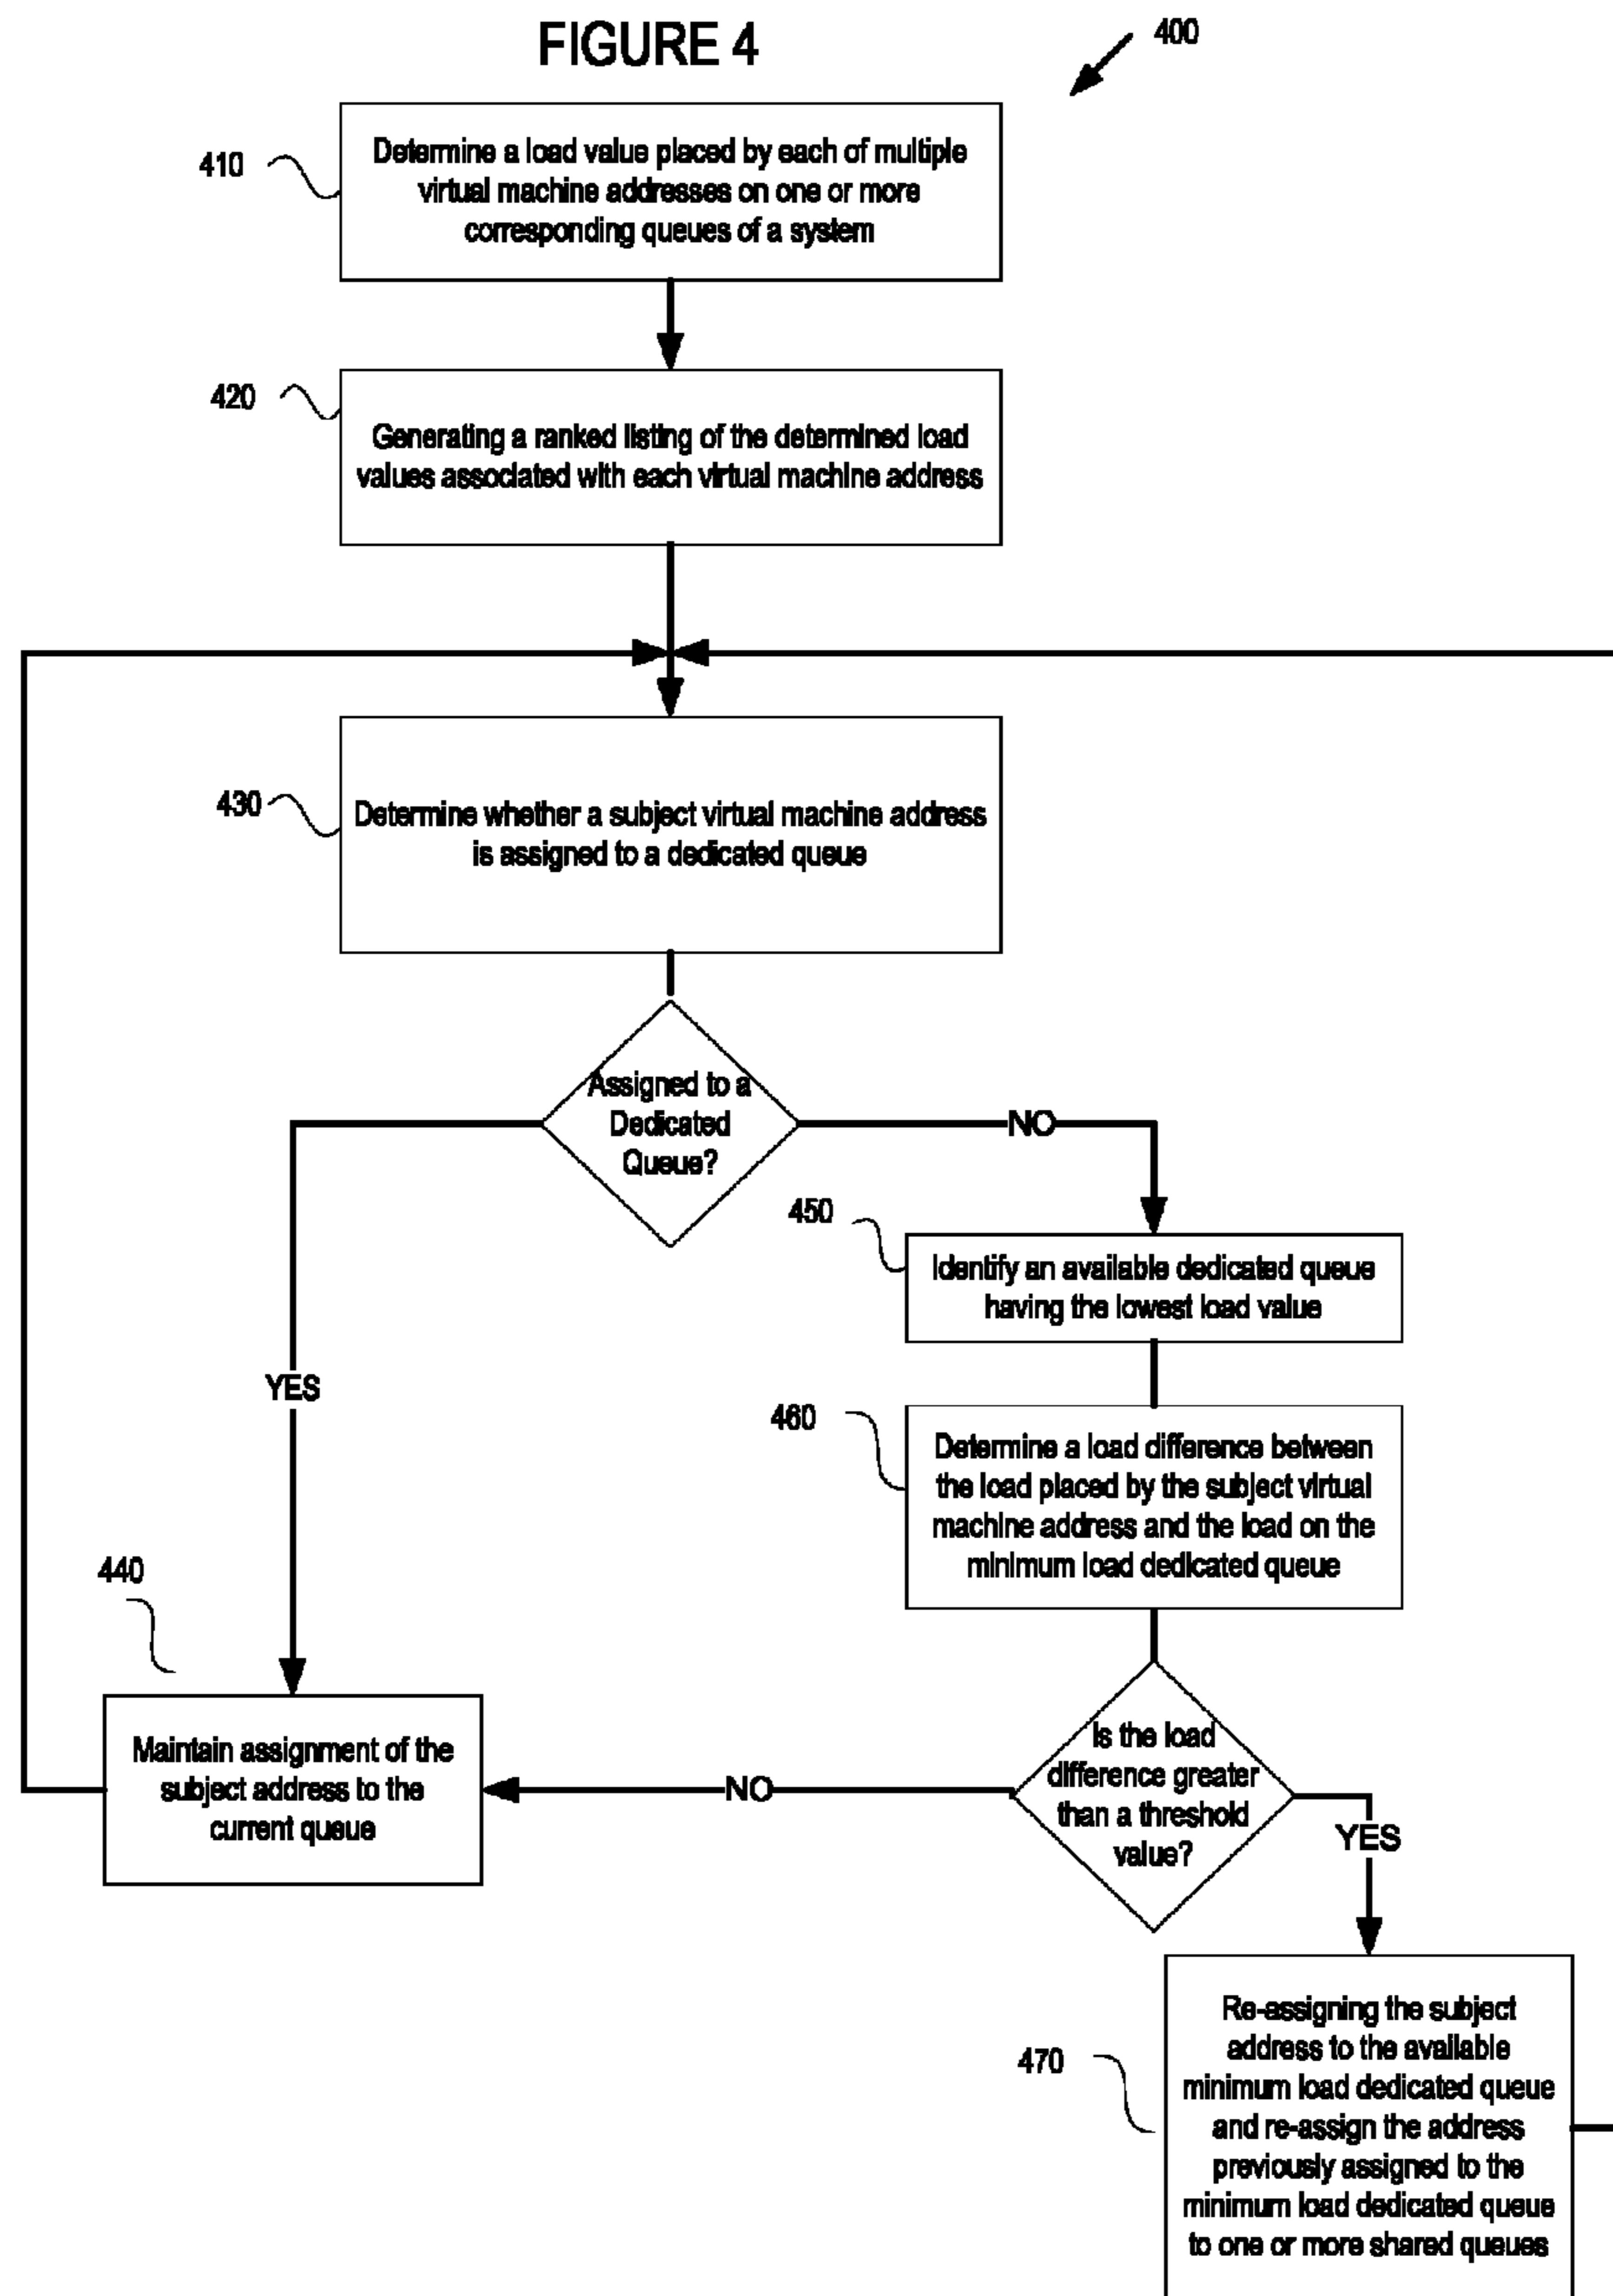 FIGURE 4
400
410
Determine a load value placed by each of multiple
virtual machine addresses on one or more
corresponding queues of a system
420
Generating a ranked listing of the determined load
values associated with each virtual machine address
430
Determine whether a subject virtual machine address
is assigned to a dedicated queue
Assigned to a
Dedicated
Queue?
NO
YES
450
Identify an available dedicated queue
having the lowest load value
460
Determine a load difference between
the load placed by the subject virtual
machine address and the load on the
minimum load dedicated queue
440
Maintain assignment of the
subject address to the
current queue
NO
Is the load
difference greater
than a threshold
value?
YES
470
Re-assigning the subject
address to the available
minimum load dedicated queue
and re-assign the address
previously assigned to the
minimum load dedicated queue
to one or more shared queues